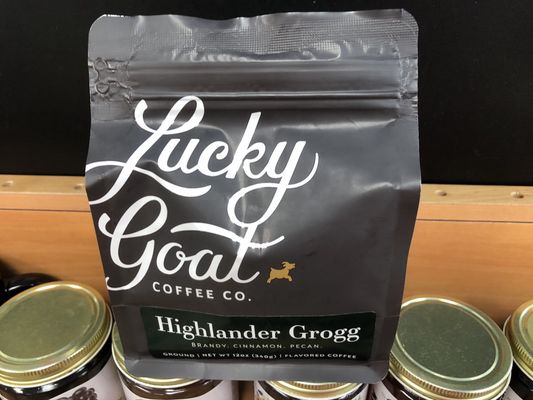 Lucky
Goat
COFFEE CO.
Highlander Grogg
BRANDY. CINNAMON. PECAN.
GROUND | NET WT 12OZ (340g) | FLAVORED COFFEE